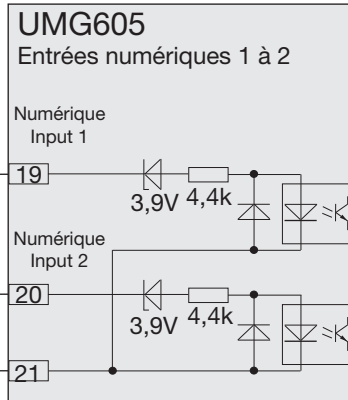 UMG605
Entrées numériques 1 à 2
Numérique
Input 1
19
3,9V 4,4k
Numérique
Input 2
20
3,9V 4,4k
21